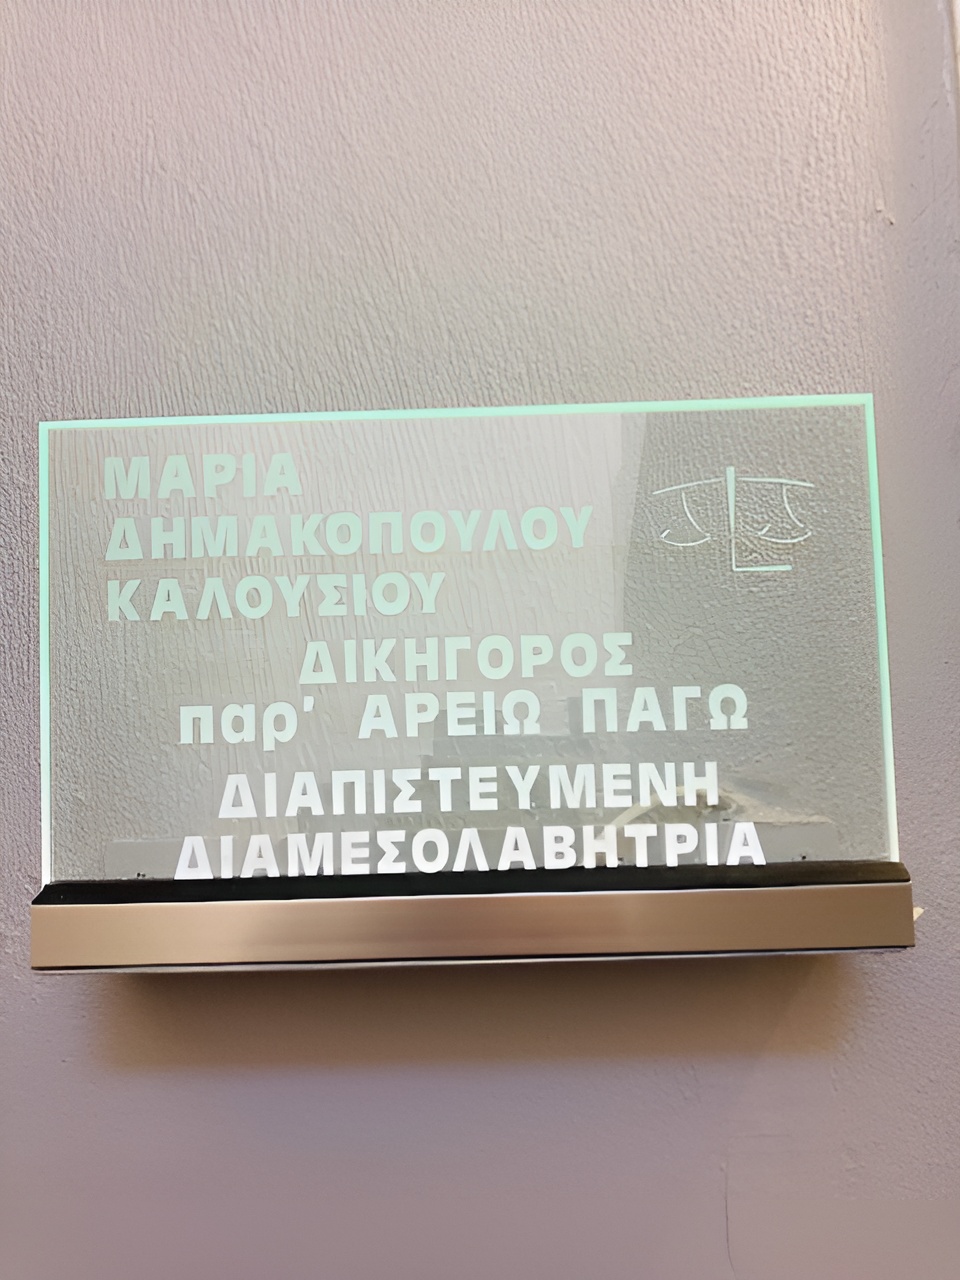 ΜΑΡΙΑ
ΔΗΜΑΚΟΠΟΥΛΟΥ
ΚΑΛΟΥΣΙΟΥ
ΔΙΚΗΓΟΡΟΣ
παρ' ΑΡΕΙΩ ΠΑΓΩ
ΔΙΑΠΙΣΤΕΥΜΕΝΗ
ΔΙΑΜΕΣΟΛΑΒΗΤΡΙΑ